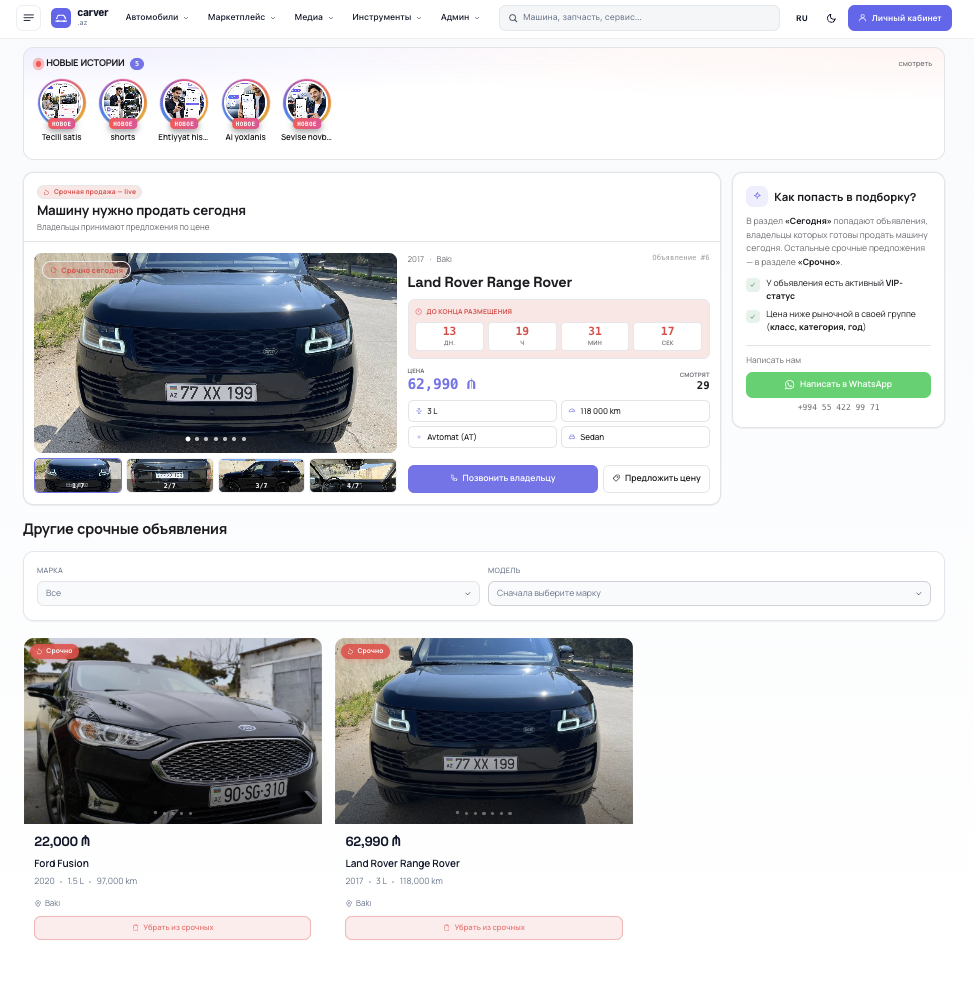 carver
.az
Автомобили
Маркетплейс
Медиа
Инструменты
Админ
Машина, запчасть, сервис...
RU
Личный кабинет
НОВЫЕ ИСТОРИИ 5
смотреть
НОВОЕ НОВОЕ НОВОЕ НОВОЕ НОВОЕ
Tecili satis shorts Ehtiyyat his... Ai yoxlanis Sevise novb...
Срочная продажа — live
Машину нужно продать сегодня
Владельцы принимают предложения по цене
Срочно сегодня
AZ 77 XX 199
1/7 2/7 3/7 4/7
2017 · Bakı
Объявление #6
Land Rover Range Rover
ДО КОНЦА РАЗМЕЩЕНИЯ
13 19 31 17
ДН. Ч МИН СЕК
ЦЕНА
62,990 ₼
СМОТРЯТ
29
3 L
118 000 km
Avtomat (AT)
Sedan
Позвонить владельцу
Предложить цену
Как попасть в подборку?
В раздел «Сегодня» попадают объявления,
владельцы которых готовы продать машину
сегодня. Остальные срочные предложения
— в разделе «Срочно».
У объявления есть активный VIP-
статус
Цена ниже рыночной в своей группе
(класс, категория, год)
Написать нам
Написать в WhatsApp
+994 55 422 99 71
Другие срочные объявления
МАРКА
Все
МОДЕЛЬ
Сначала выберите марку
Срочно
Ford
AZ 90-SG-310
22,000 ₼
Ford Fusion
2020 • 1.5 L • 97,000 km
Bakı
Убрать из срочных
Срочно
AZ 77 XX 199
62,990 ₼
Land Rover Range Rover
2017 • 3 L • 118,000 km
Bakı
Убрать из срочных